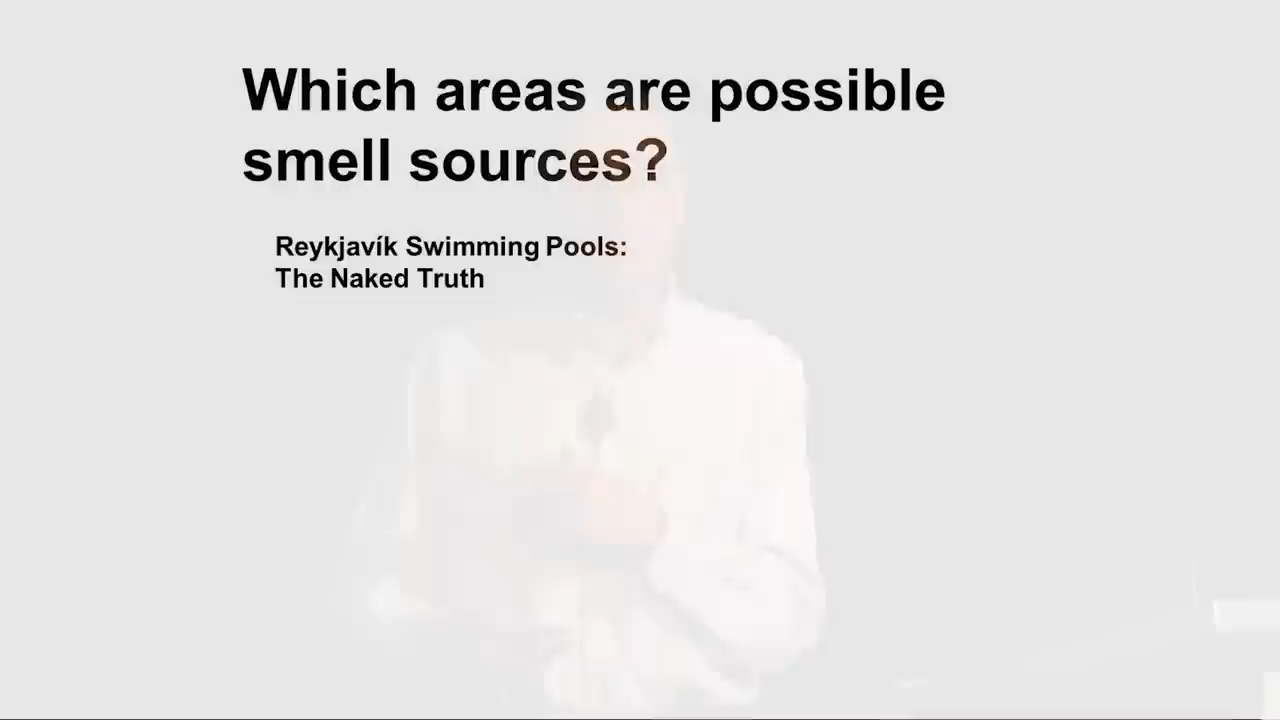 Which areas are possible
smell sources?
Reykjavík Swimming Pools:
The Naked Truth